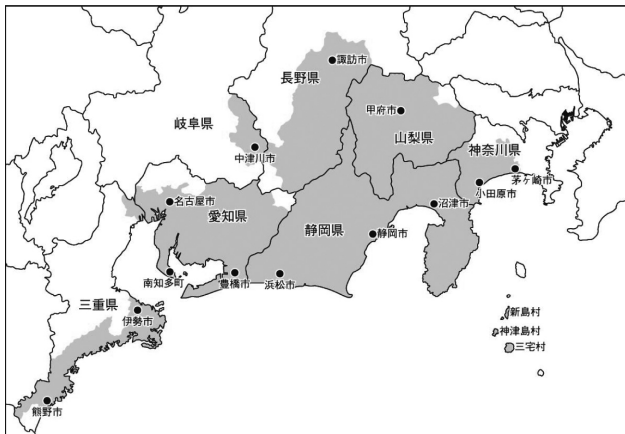 諏訪市
長野県
甲府市
岐阜県
山梨県
神奈川県
中津川市
茅ヶ崎市
小田原市
名古屋市
沼津市
愛知県
静岡県
静岡市
南知多町
豊橋市
浜松市
三重県
伊勢市
新島村
神津島村
三宅村
熊野市